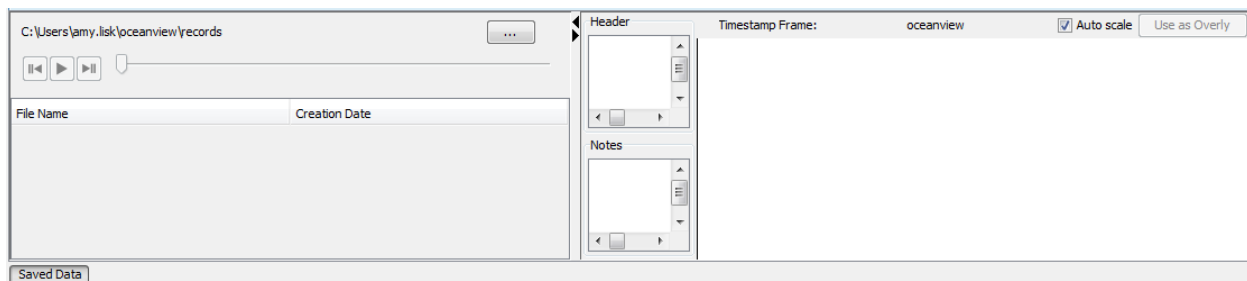 C:\Users\amy.lisk\oceanview\records
...
File Name
Creation Date
Header
Notes
Timestamp Frame:
oceanview
Auto scale
Use as Overly
Saved Data